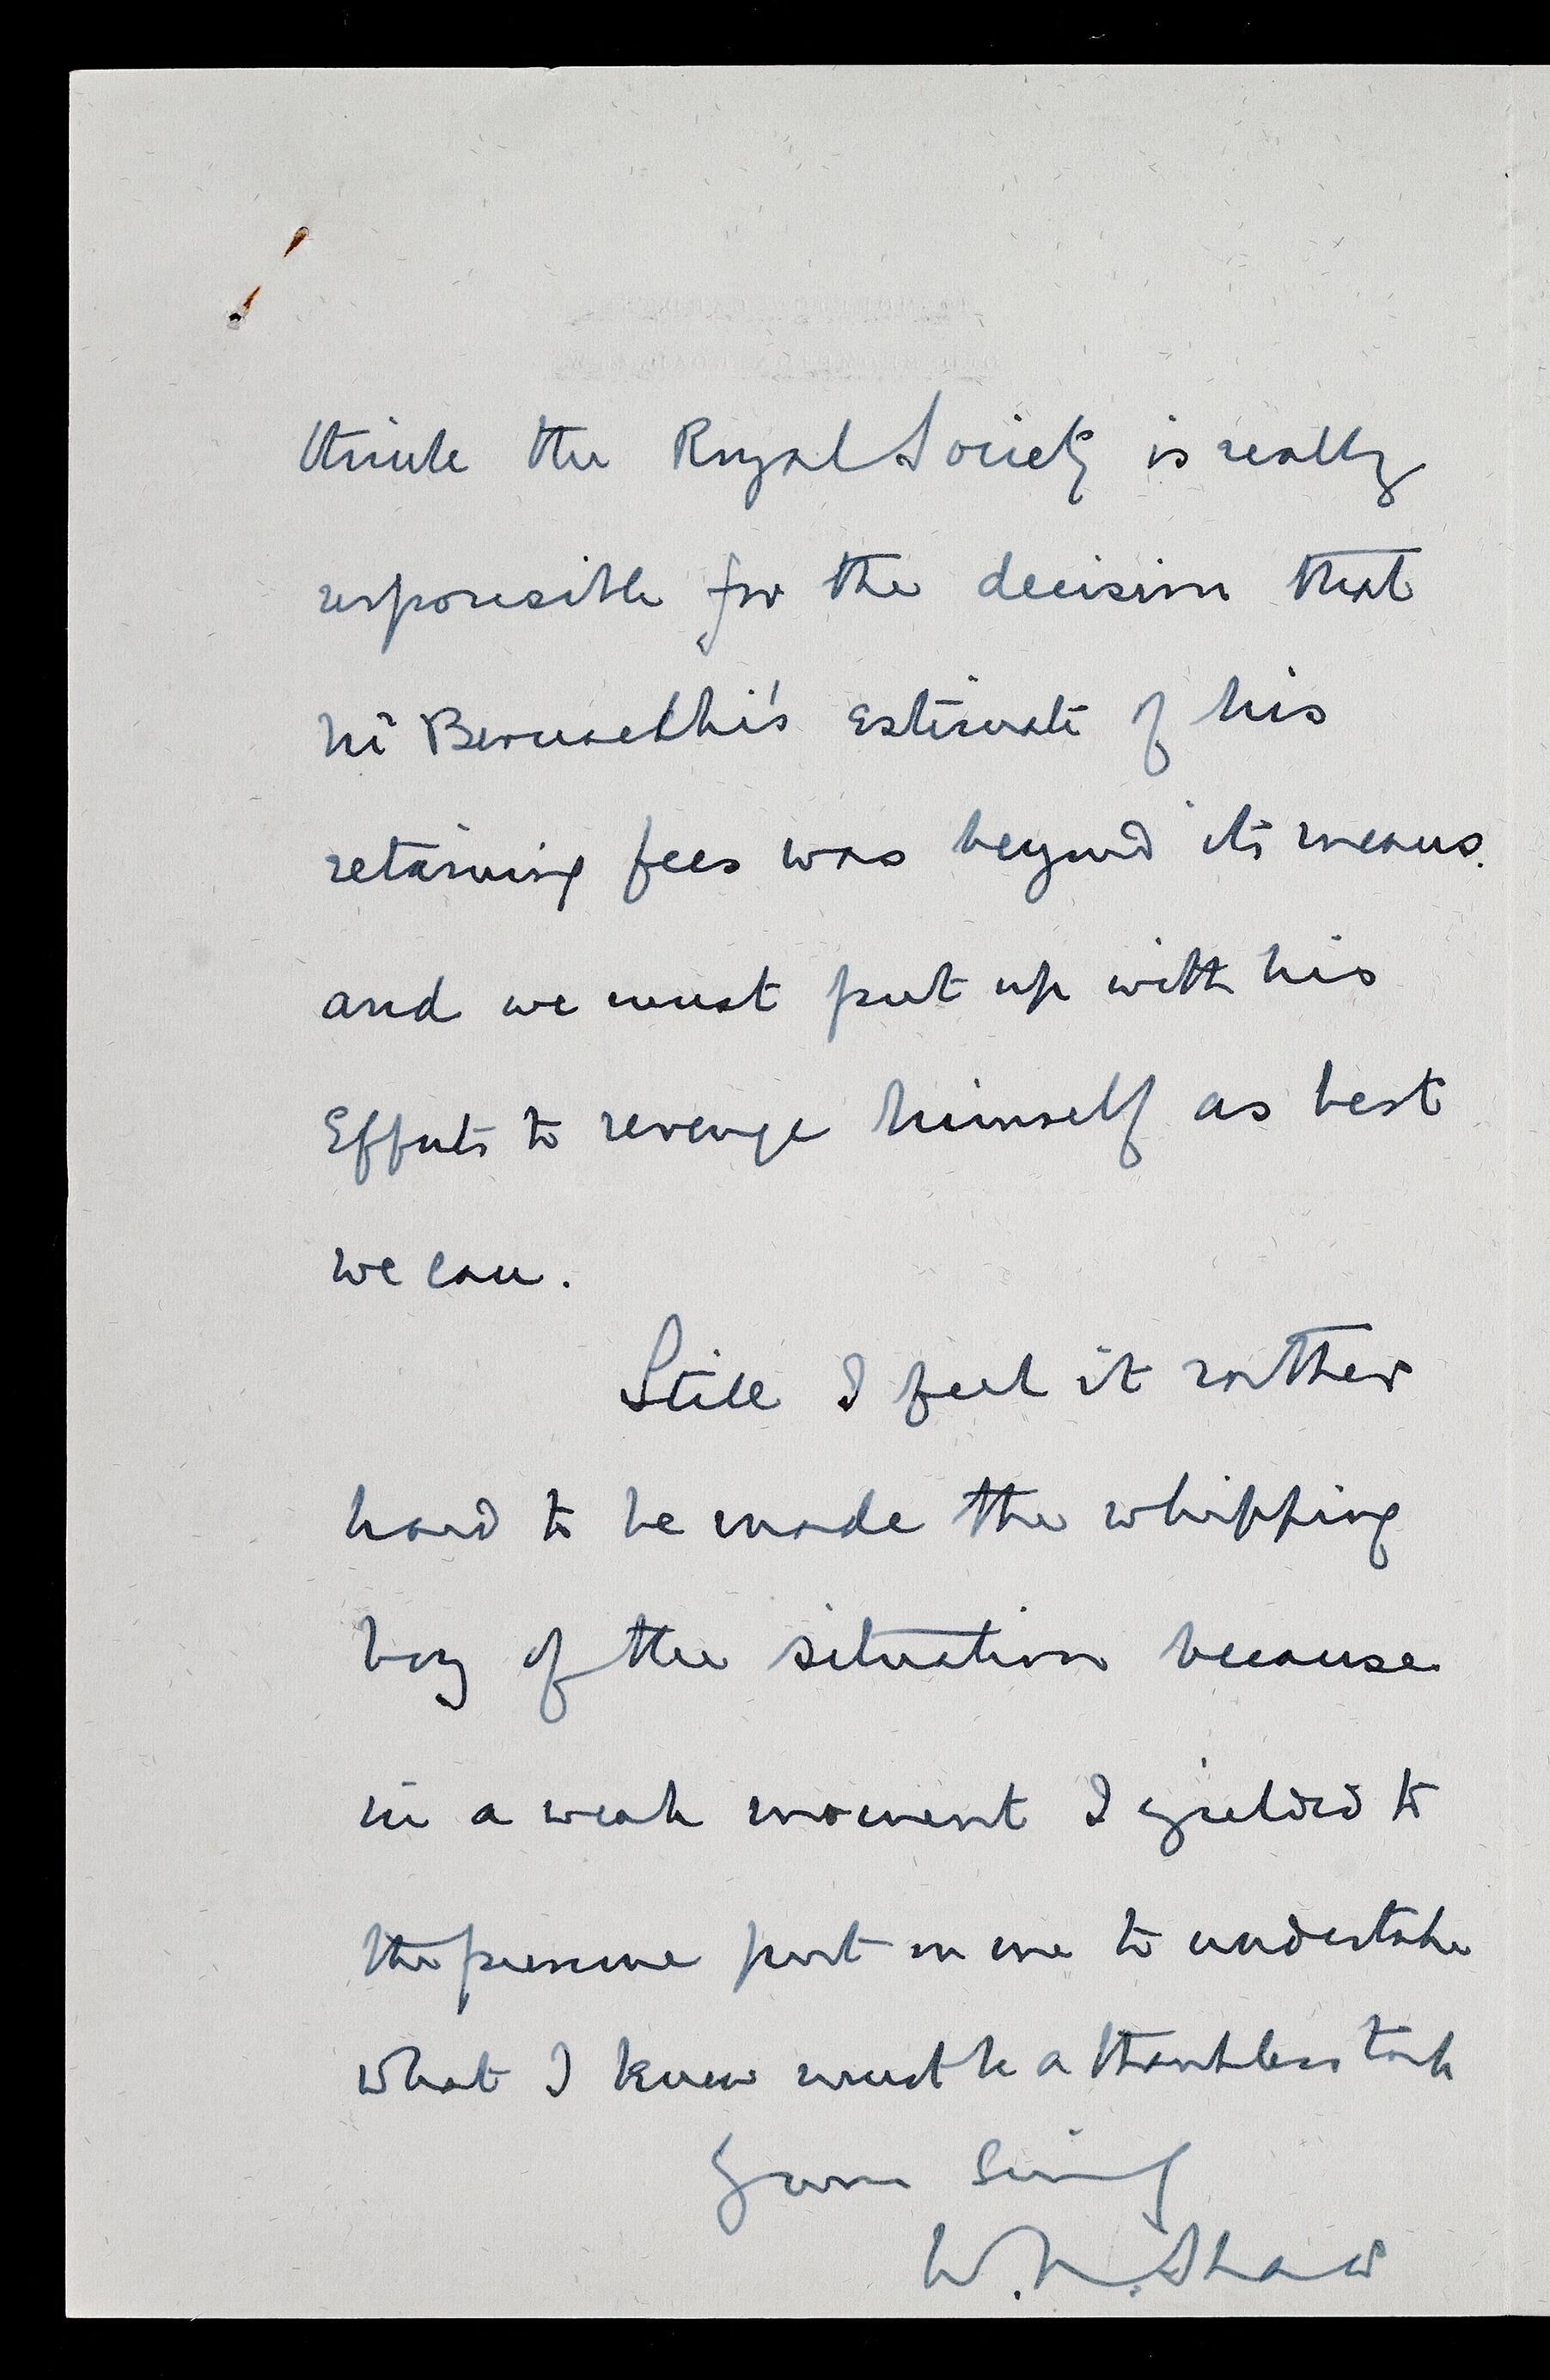 think the Royal Society is really
responsible for the decision that
Mr Bernacchi's estimate of his
retaining fees was beyond its means.
and we must put up with his
Efforts to revenge himself as best
we can.
Still I feel it rather
hard to be made the whipping
boy of the situation because
in a weak moment I yielded to
the pressure put on me to undertake
what I knew must be a thankless task
Yours Sincely
W. N. Shaw